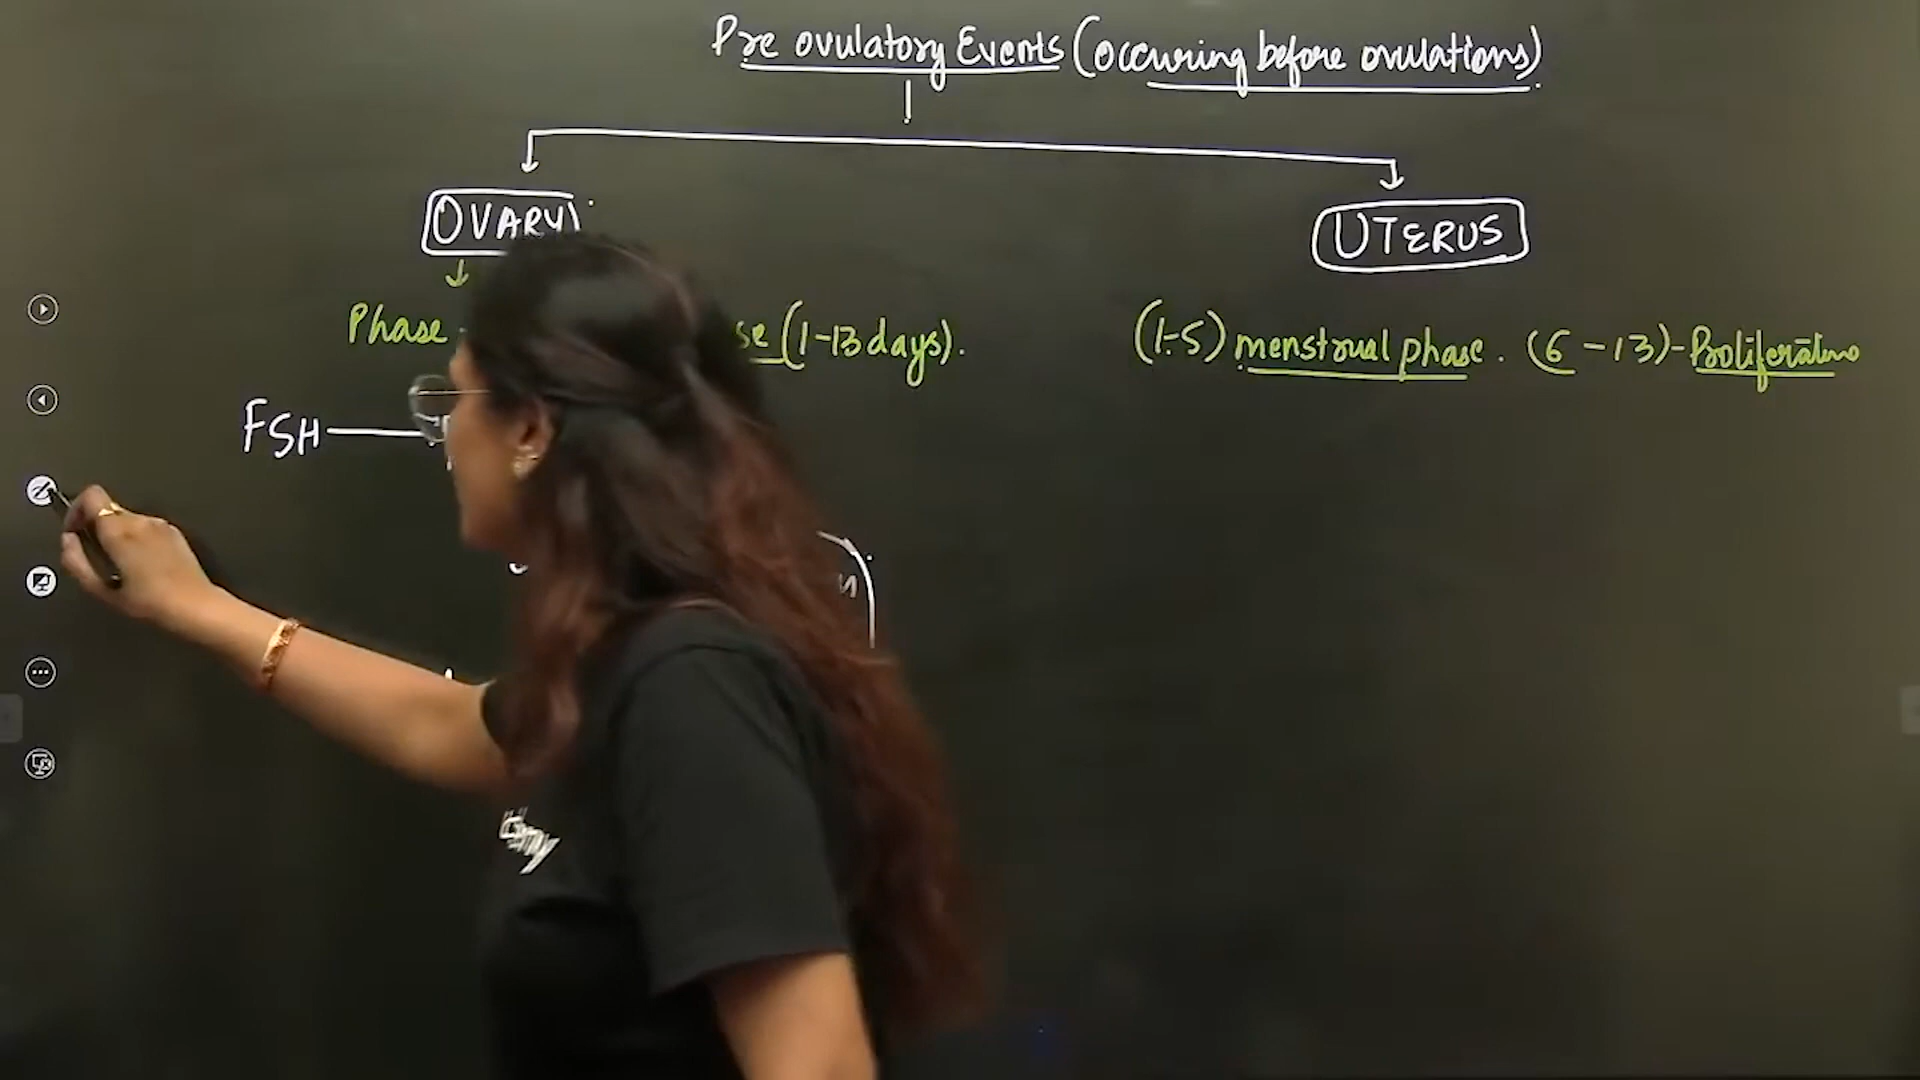 Pre ovulatory Events (occuring before ovulations)
OVARY
UTERUS
Phase
(1-13 days).
(1-5) menstrual phase. (6-13)-Proliferative
FSH